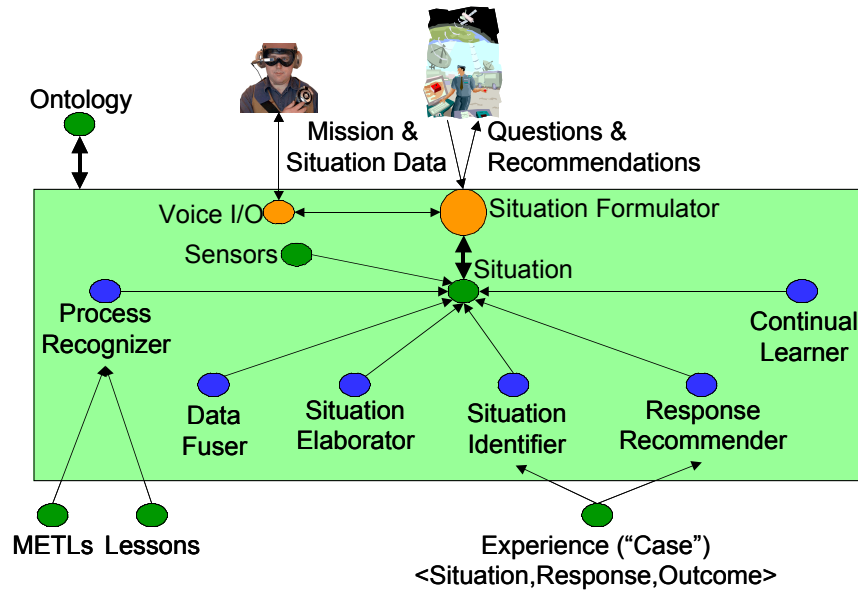 Ontology
Mission &
Situation Data
Questions &
Recommendations
Voice I/O
Situation Formulator
Sensors
Situation
Process
Recognizer
Continual
Learner
Data
Fuser
Situation
Elaborator
Situation
Identifier
Response
Recommender
METLs
Lessons
Experience (“Case”)
<Situation,Response,Outcome>